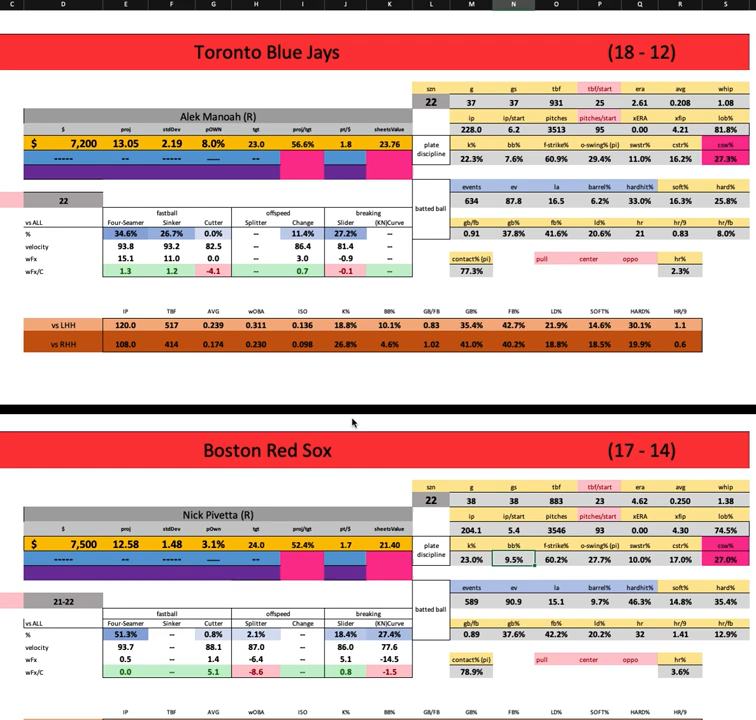 C D E F G H I J K L M N O P Q R S
Toronto Blue Jays (18 - 12)
szn g gs tbf tbf/start era avg whip
22 37 37 931 25 2.61 0.208 1.08
Alek Manoah (R) ip ip/start pitches pitches/start xERA xfip lob%
$ proj stdDev pOWN tgt proj/tgt pt/$ sheetsValue 228.0 6.2 3513 95 0.00 4.21 81.8%
$ 7,200 13.05 2.19 8.0% 23.0 56.6% 1.8 23.76 plate discipline k% bb% f-strike% o-swing% (pi) swstr% cstr% csw%
----- -- ----- — -- 22.3% 7.6% 60.9% 29.4% 11.0% 16.2% 27.3%
events ev la barrel% hardhit% soft% hard%
22 batted ball 634 87.8 16.5 6.2% 33.0% 16.3% 25.8%
fastball offspeed breaking
vs ALL Four-Seamer Sinker Cutter Splitter Change Slider (KN)Curve gb/fb gb% fb% ld% hr hr/9 hr/fb
% 34.6% 26.7% 0.0% -- 11.4% 27.2% -- 0.91 37.8% 41.6% 20.6% 21 0.83 8.0%
velocity 93.8 93.2 82.5 -- 86.4 81.4 --
wFx 15.1 11.0 0.0 -- 3.0 -0.9 -- contact% (pi) pull center oppo hr%
wFx/C 1.3 1.2 -4.1 -- 0.7 -0.1 -- 77.3% 2.3%
IP TBF AVG wOBA ISO K% BB% GB/FB GB% FB% LD% SOFT% HARD% HR/9
vs LHH 120.0 517 0.239 0.311 0.136 18.8% 10.1% 0.83 35.4% 42.7% 21.9% 14.6% 30.1% 1.1
vs RHH 108.0 414 0.174 0.230 0.098 26.8% 4.6% 1.02 41.0% 40.2% 18.8% 18.5% 19.9% 0.6
Boston Red Sox (17 - 14)
szn g gs tbf tbf/start era avg whip
22 38 38 883 23 4.62 0.250 1.38
Nick Pivetta (R) ip ip/start pitches pitches/start xERA xfip lob%
$ proj stdDev pOwn tgt proj/tgt pt/$ sheetsValue 204.1 5.4 3546 93 0.00 4.30 74.5%
$ 7,500 12.58 1.48 3.1% 24.0 52.4% 1.7 21.40 plate discipline k% bb% f-strike% o-swing% (pi) swstr% cstr% csw%
----- -- ----- — -- 23.0% 9.5% 60.2% 27.7% 10.0% 17.0% 27.0%
events ev la barrel% hardhit% soft% hard%
21-22 batted ball 589 90.9 15.1 9.7% 46.3% 14.8% 35.4%
fastball offspeed breaking
vs ALL Four-Seamer Sinker Cutter Splitter Change Slider (KN)Curve gb/fb gb% fb% ld% hr hr/9 hr/fb
% 51.3% -- 0.8% 2.1% -- 18.4% 27.4% 0.89 37.6% 42.2% 20.2% 32 1.41 12.9%
velocity 93.7 -- 88.1 87.0 -- 86.0 77.6
wFx 0.5 -- 1.4 -6.4 -- 5.1 -14.5 contact% (pi) pull center oppo hr%
wFx/C 0.0 -- 5.1 -8.6 -- 0.8 -1.5 78.9% 3.6%
IP TBF AVG wOBA ISO K% BB% GB/FB GB% FB% LD% SOFT% HARD% HR/9